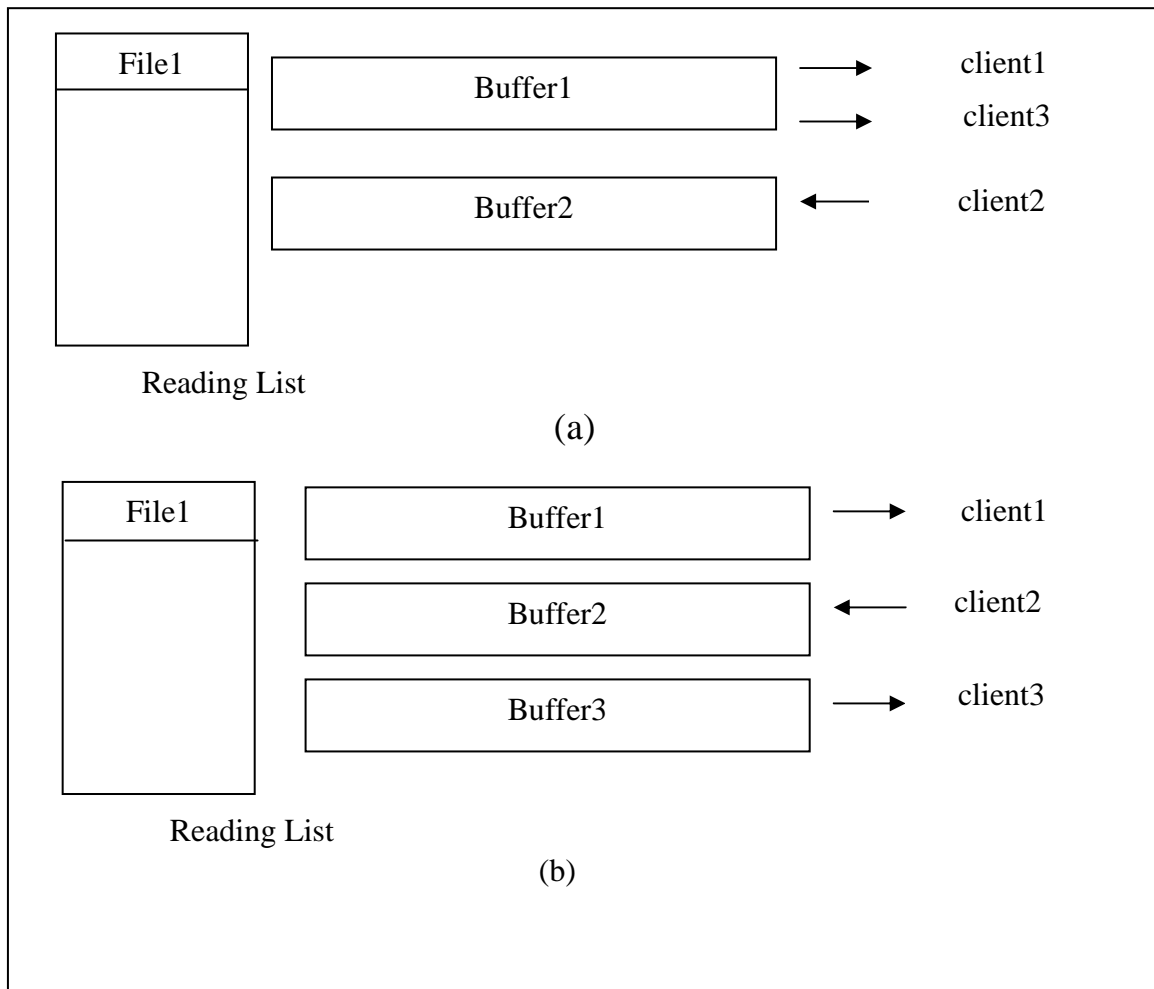 File1
Buffer1
client1
client3
Buffer2
client2
Reading List
(a)
File1
Buffer1
client1
Buffer2
client2
Buffer3
client3
Reading List
(b)